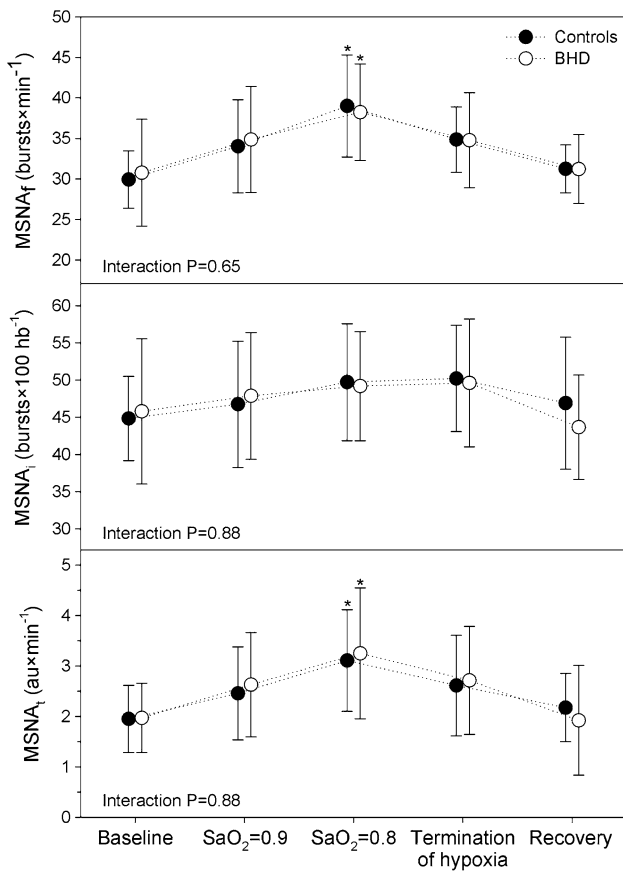 50
45
40
35
30
25
20
MSNAf (bursts×min⁻¹)
Controls
BHD
* *
Interaction P=0.65
60
55
50
45
40
35
30
MSNAi (bursts×100 hb⁻¹)
Interaction P=0.88
5
4
3
2
1
0
MSNAt (au×min⁻¹)
* *
Interaction P=0.88
Baseline SaO₂=0.9 SaO₂=0.8 Termination of hypoxia Recovery